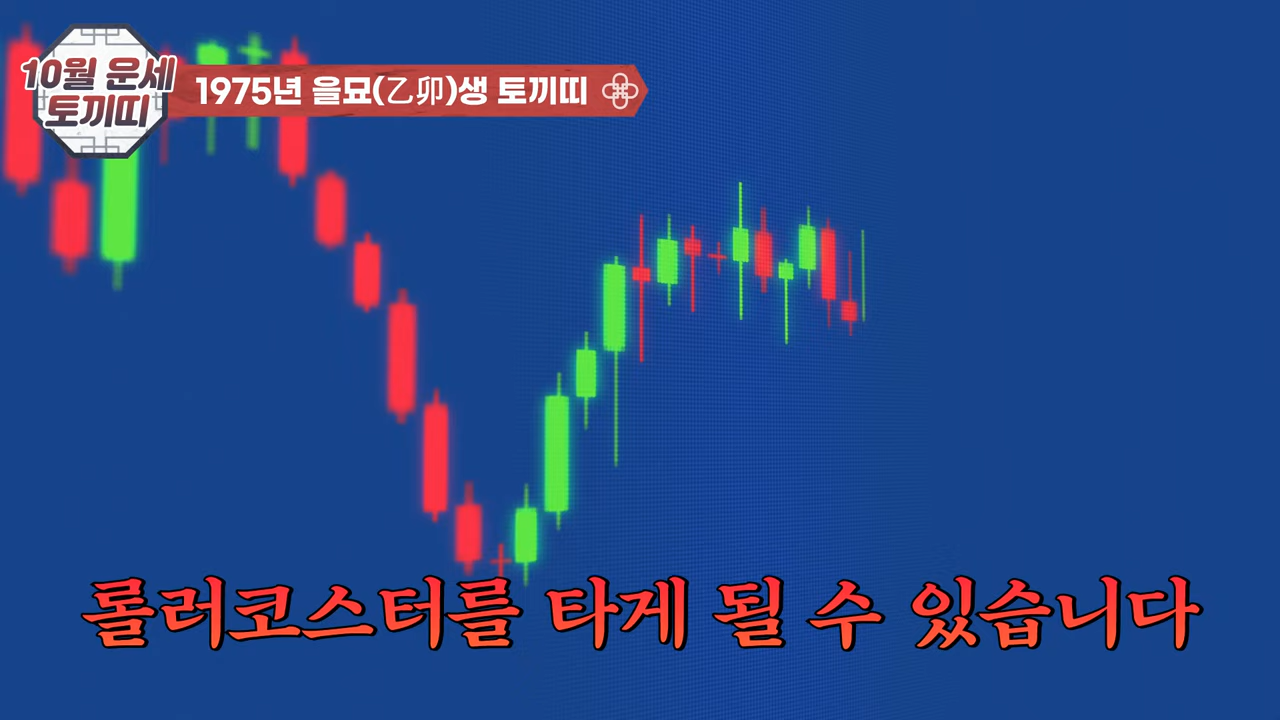 10월 운세
토끼띠
1975년 을묘(乙卯)생 토끼띠
롤러코스터를 타게 될 수 있습니다